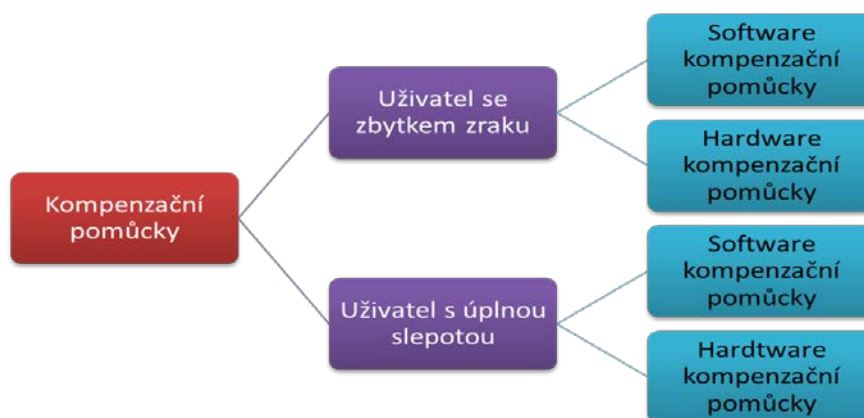 Kompenzační
pomůcky
Uživatel se
zbytkem zraku
Software
kompenzační
pomůcky
Hardware
kompenzační
pomůcky
Uživatel s úplnou
slepotou
Software
kompenzační
pomůcky
Hardtware
kompenzační
pomůcky